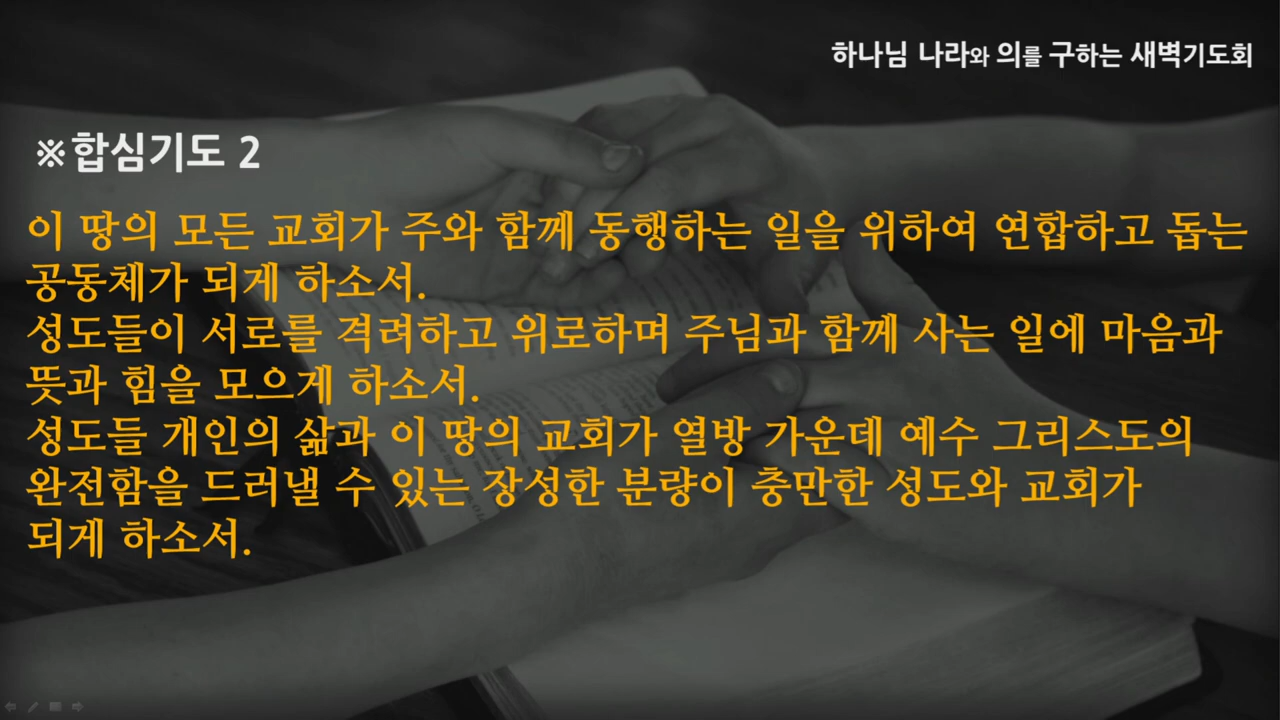 하나님 나라와 의를 구하는 새벽기도회
※합심기도 2
이 땅의 모든 교회가 주와 함께 동행하는 일을 위하여 연합하고 돕는
공동체가 되게 하소서.
성도들이 서로를 격려하고 위로하며 주님과 함께 사는 일에 마음과
뜻과 힘을 모으게 하소서.
성도들 개인의 삶과 이 땅의 교회가 열방 가운데 예수 그리스도의
완전함을 드러낼 수 있는 장성한 분량이 충만한 성도와 교회가
되게 하소서.